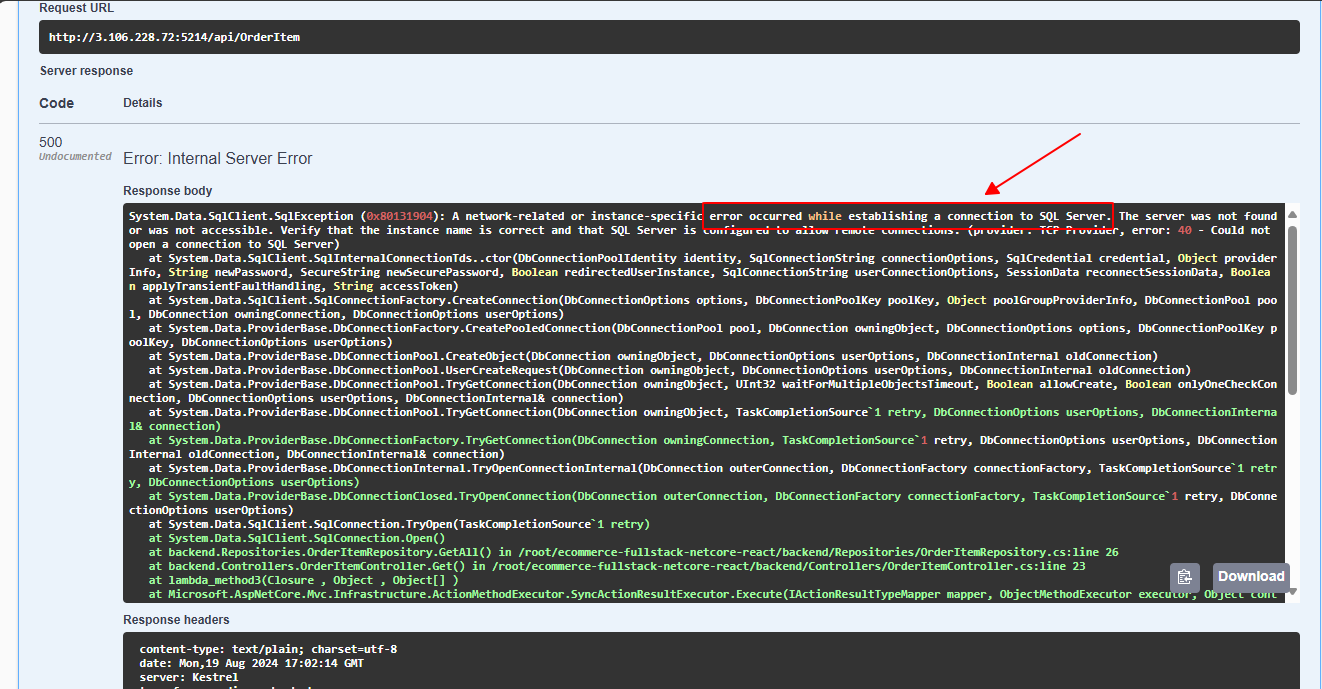 Request URL
http://3.106.228.72:5214/api/OrderItem
Server response
Code Details
500
Undocumented
Error: Internal Server Error
Response body
System.Data.SqlClient.SqlException (0x80131904): A network-related or instance-specific error occurred while establishing a connection to SQL Server. The server was not found
or was not accessible. Verify that the instance name is correct and that SQL Server is configured to allow remote connections. (provider: TCP Provider, error: 40 - Could not
open a connection to SQL Server)
at System.Data.SqlClient.SqlInternalConnectionTds..ctor(DbConnectionPoolIdentity identity, SqlConnectionString connectionOptions, SqlCredential credential, Object provider
Info, String newPassword, SecureString newSecurePassword, Boolean redirectedUserInstance, SqlConnectionString userConnectionOptions, SessionData reconnectSessionData, Boolea
n applyTransientFaultHandling, String accessToken)
at System.Data.SqlClient.SqlConnectionFactory.CreateConnection(DbConnectionOptions options, DbConnectionPoolKey poolKey, Object poolGroupProviderInfo, DbConnectionPool poo
l, DbConnection owningConnection, DbConnectionOptions userOptions)
at System.Data.ProviderBase.DbConnectionFactory.CreatePooledConnection(DbConnectionPool pool, DbConnection owningObject, DbConnectionOptions options, DbConnectionPoolKey p
oolKey, DbConnectionOptions userOptions)
at System.Data.ProviderBase.DbConnectionPool.CreateObject(DbConnection owningObject, DbConnectionOptions userOptions, DbConnectionInternal oldConnection)
at System.Data.ProviderBase.DbConnectionPool.UserCreateRequest(DbConnection owningObject, DbConnectionOptions userOptions, DbConnectionInternal oldConnection)
at System.Data.ProviderBase.DbConnectionPool.TryGetConnection(DbConnection owningObject, UInt32 waitForMultipleObjectsTimeout, Boolean allowCreate, Boolean onlyOneCheckCon
nection, DbConnectionOptions userOptions, DbConnectionInternal& connection)
at System.Data.ProviderBase.DbConnectionPool.TryGetConnection(DbConnection owningObject, TaskCompletionSource`1 retry, DbConnectionOptions userOptions, DbConnectionInterna
l& connection)
at System.Data.ProviderBase.DbConnectionFactory.TryGetConnection(DbConnection owningConnection, TaskCompletionSource`1 retry, DbConnectionOptions userOptions, DbConnection
Internal oldConnection, DbConnectionInternal& connection)
at System.Data.ProviderBase.DbConnectionInternal.TryOpenConnectionInternal(DbConnection outerConnection, DbConnectionFactory connectionFactory, TaskCompletionSource`1 retr
y, DbConnectionOptions userOptions)
at System.Data.ProviderBase.DbConnectionClosed.TryOpenConnection(DbConnection outerConnection, DbConnectionFactory connectionFactory, TaskCompletionSource`1 retry, DbConne
ctionOptions userOptions)
at System.Data.SqlClient.SqlConnection.TryOpen(TaskCompletionSource`1 retry)
at System.Data.SqlClient.SqlConnection.Open()
at backend.Repositories.OrderItemRepository.GetAll() in /root/ecommerce-fullstack-netcore-react/backend/Repositories/OrderItemRepository.cs:line 26
at backend.Controllers.OrderItemController.Get() in /root/ecommerce-fullstack-netcore-react/backend/Controllers/OrderItemController.cs:line 23
at lambda_method3(Closure , Object , Object[] )
at Microsoft.AspNetCore.Mvc.Infrastructure.ActionMethodExecutor.SyncActionResultExecutor.Execute(IActionResultTypeMapper mapper, ObjectMethodExecutor executor, Object cont
Download
Response headers
content-type: text/plain; charset=utf-8
date: Mon,19 Aug 2024 17:02:14 GMT
server: Kestrel